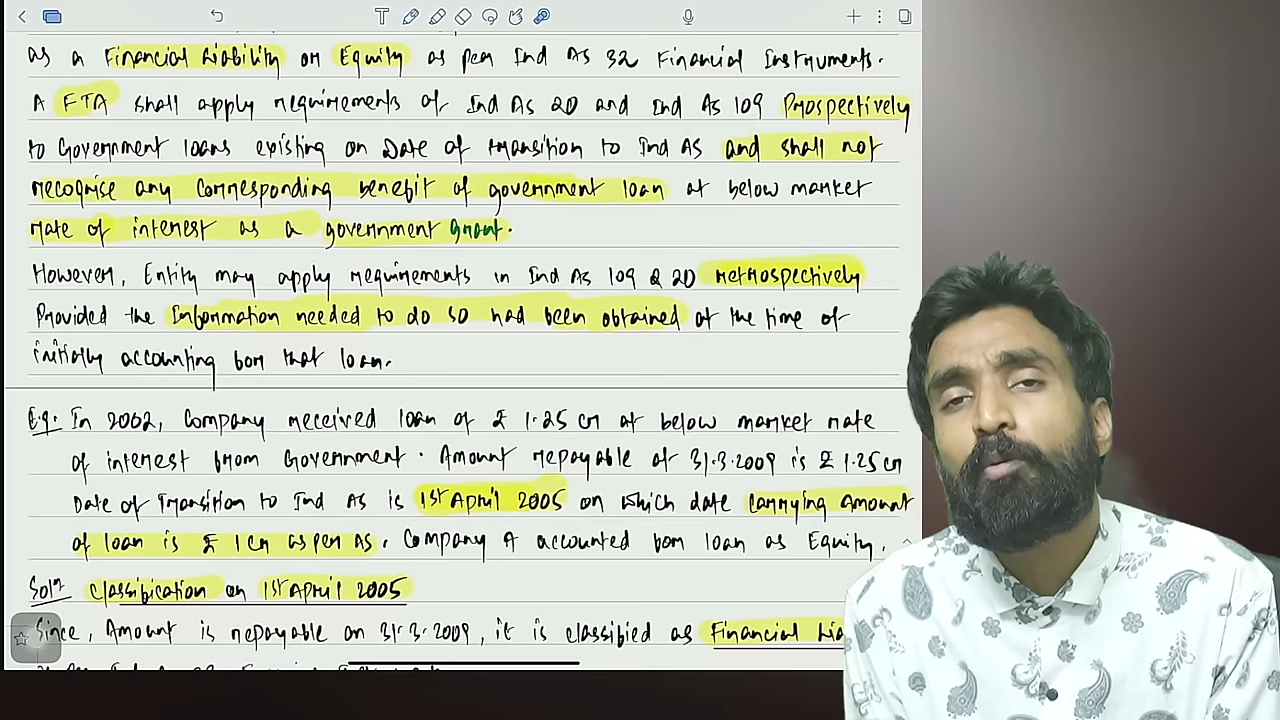 as a Financial Liability or Equity as per Ind AS 32 Financial Instruments.
A FTA shall apply requirements of Ind AS 20 and Ind AS 109 Prospectively
to Government loans existing on Date of transition to Ind AS and shall not
recognise any corresponding benefit of government loan at below market
rate of interest as a government grant.
However, Entity may apply requirements in Ind AS 109 & 20 retrospectively
Provided the Information needed to do so had been obtained at the time of
initially accounting for that loan.
E.g: In 2002, Company received loan of ₹ 1.25 cr at below market rate
of interest from Government. Amount repayable at 31.3.2009 is ₹ 1.25 cr
Date of Transition to Ind AS is 1st April 2005 on which date carrying Amount
of loan is ₹ 1 cr as per AS. Company A accounted for loan as Equity.
Soln Classification on 1st April 2005
Since, Amount is repayable on 31.3.2009, it is classified as Financial